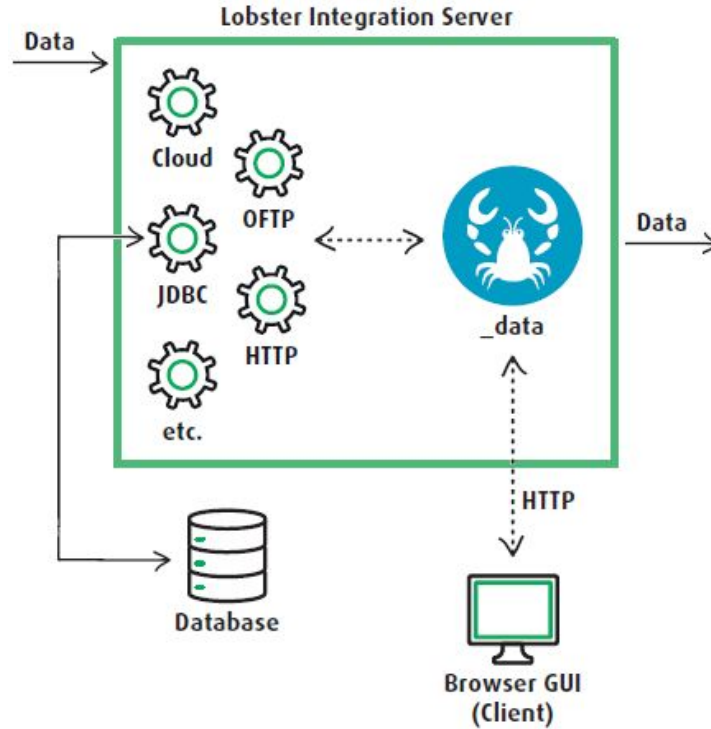 Lobster Integration Server
Data
Cloud
OFTP
JDBC
HTTP
etc.
_data
Data
HTTP
Database
Browser GUI
(Client)